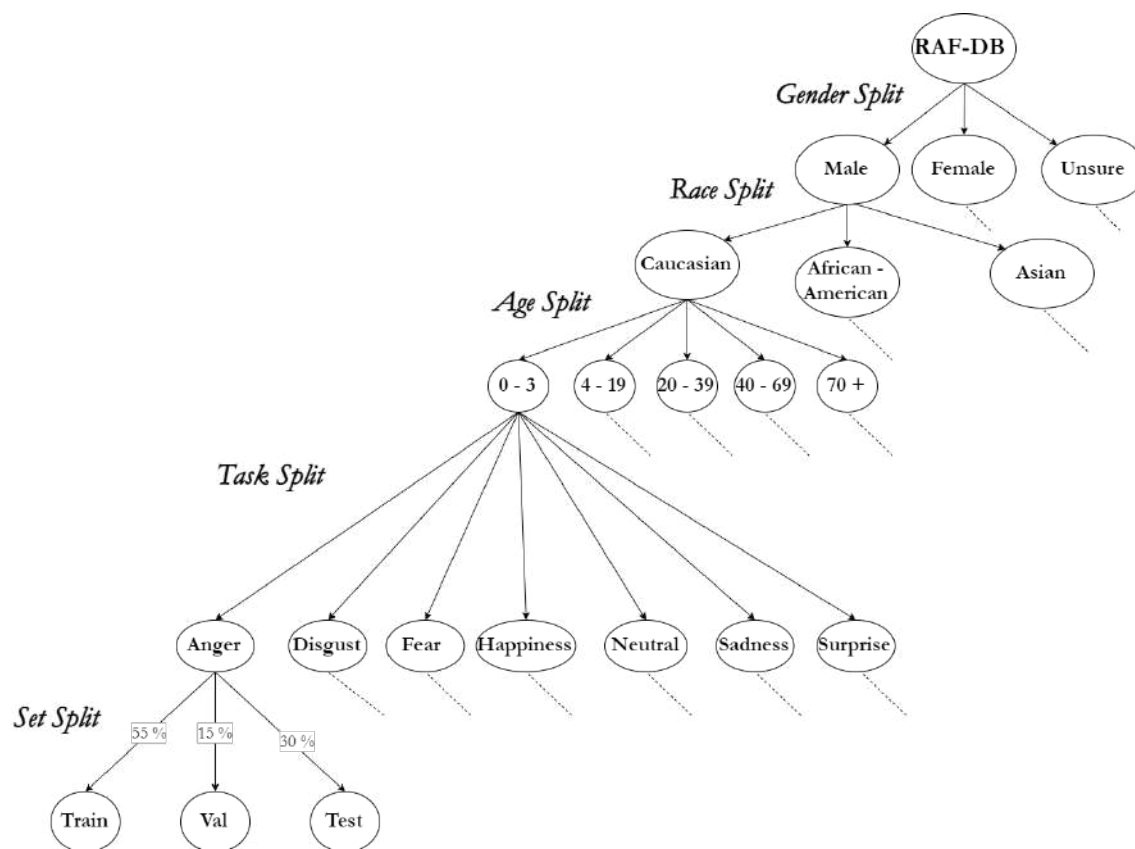 RAF-DB
Gender Split
Male
Female
Unsure
Race Split
Caucasian
African -
American
Asian
Age Split
0 - 3
4 - 19
20 - 39
40 - 69
70 +
Task Split
Anger
Disgust
Fear
Happiness
Neutral
Sadness
Surprise
Set Split
55 %
15 %
30 %
Train
Val
Test